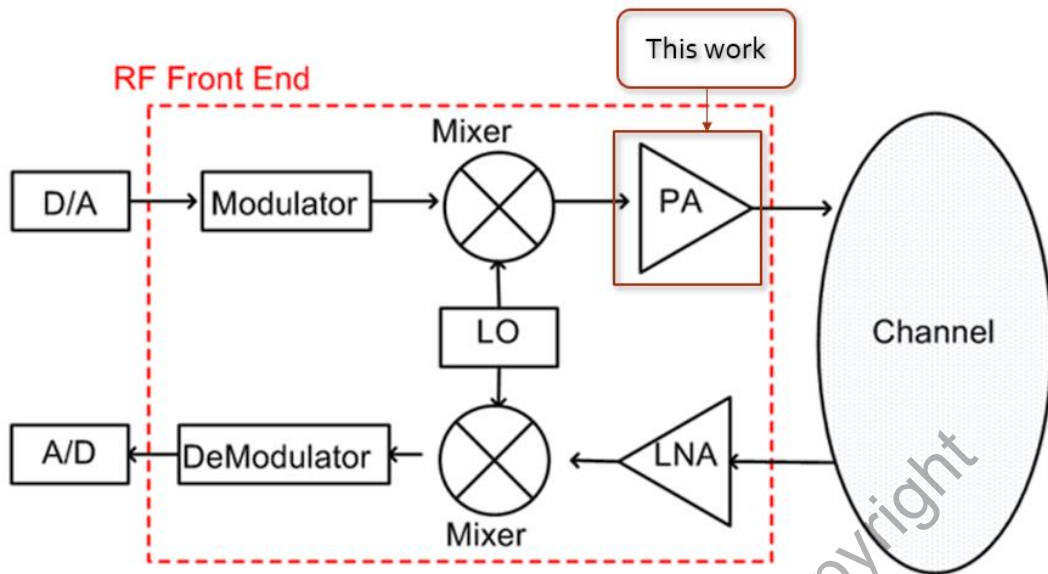 This work
RF Front End
Mixer
D/A
Modulator
PA
LO
Channel
A/D
DeModulator
LNA
Mixer